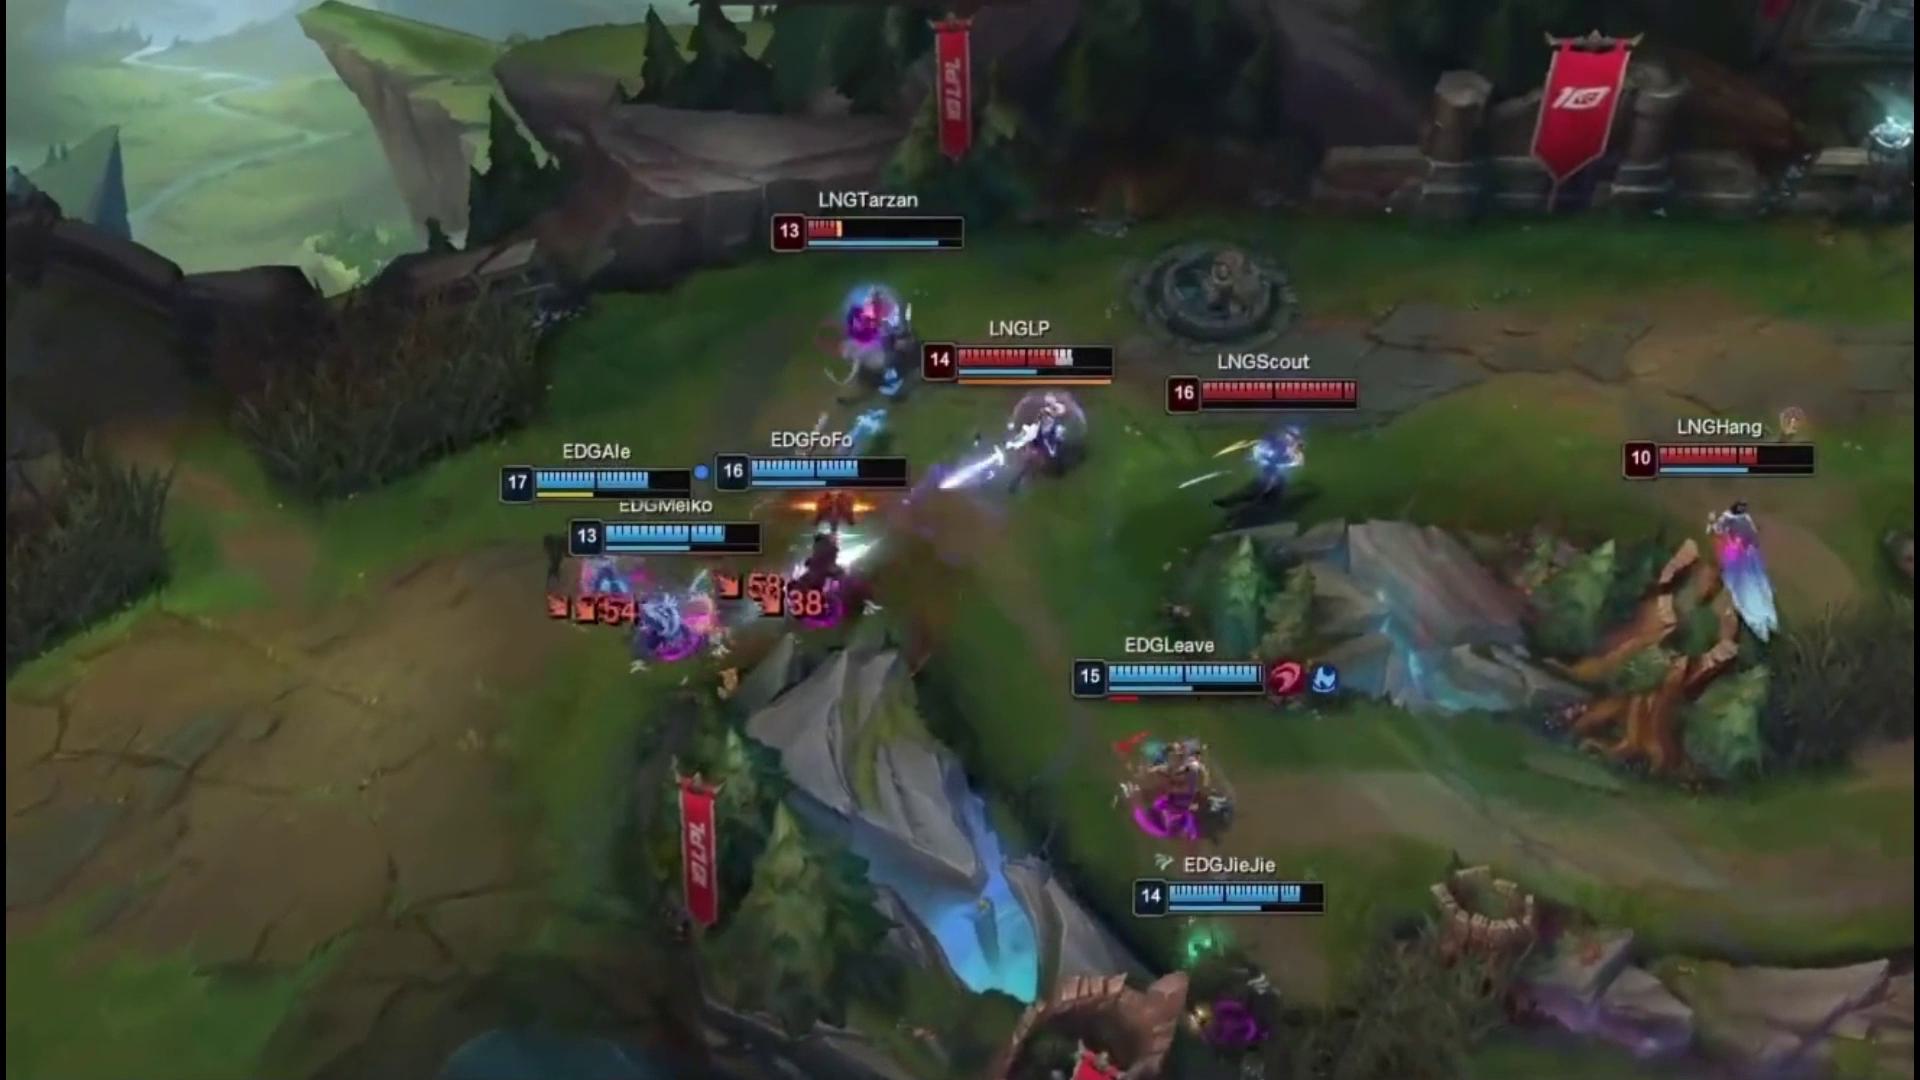 LPL
LNGTarzan
13
LNGLP
14
LNGScout
16
LNGHang
10
EDGFoFo
16
EDGAle
17
EDGMeiko
13
58
54
38
EDGLeave
15
LPL
EDGJieJie
14